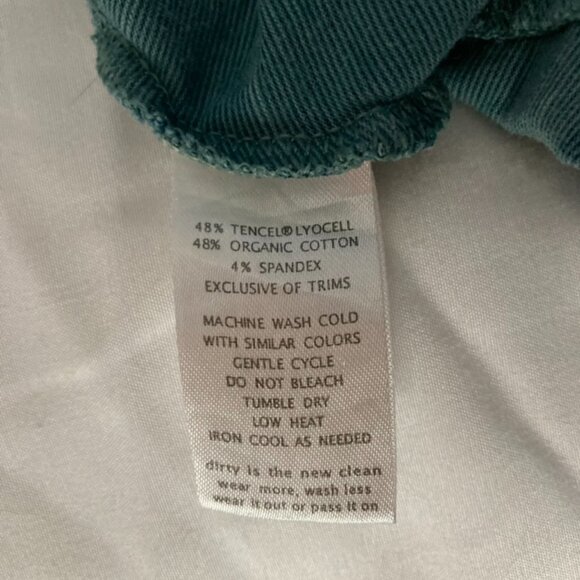 48% TENCEL®LYOCELL
48% ORGANIC COTTON
4% SPANDEX
EXCLUSIVE OF TRIMS
MACHINE WASH COLD
WITH SIMILAR COLORS
GENTLE CYCLE
DO NOT BLEACH
TUMBLE DRY
LOW HEAT
IRON COOL AS NEEDED
dirty is the new clean
wear more, wash less
wear it out or pass it on